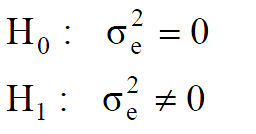 H₀ : σₑ² = 0
H₁ : σₑ² ≠ 0